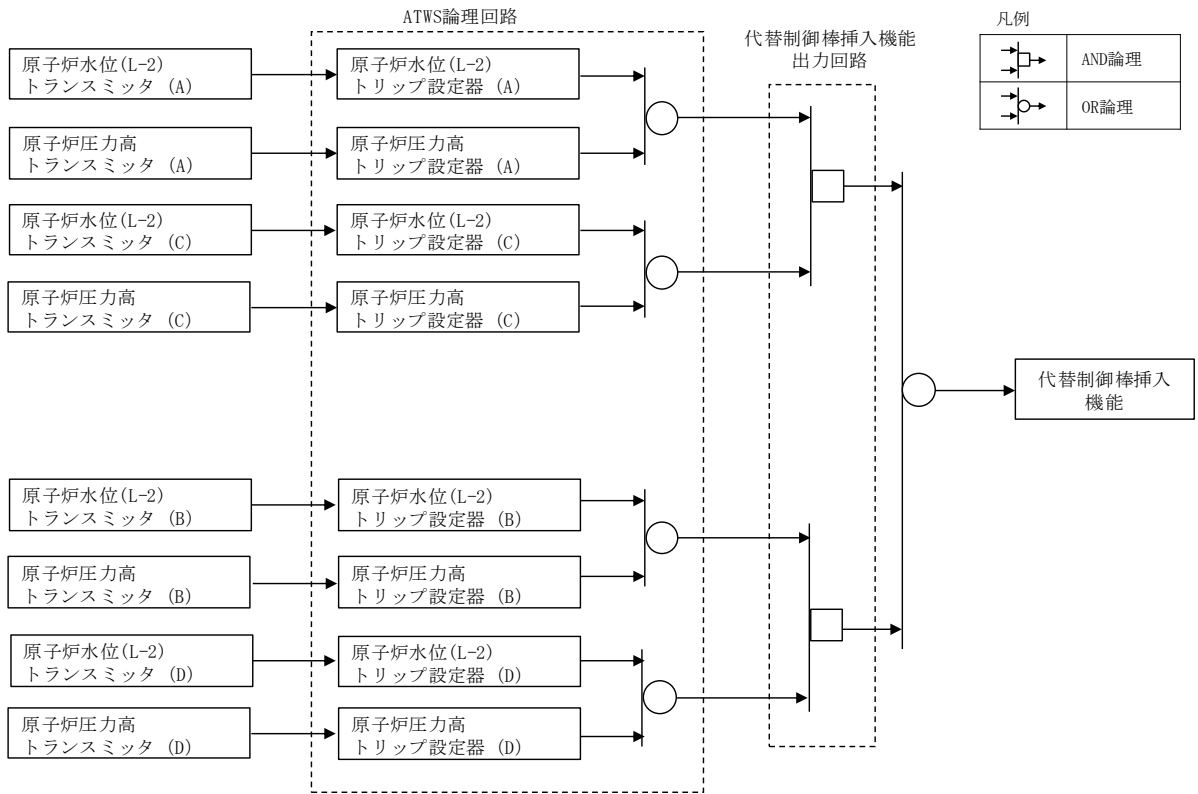 ATWS論理回路
代替制御棒挿入機能
出力回路
凡例
AND論理
OR論理
原子炉水位(L-2)
トランスミッタ (A)
原子炉水位(L-2)
トリップ設定器 (A)
原子炉圧力高
トランスミッタ (A)
原子炉圧力高
トリップ設定器 (A)
原子炉水位(L-2)
トランスミッタ (C)
原子炉水位(L-2)
トリップ設定器 (C)
原子炉圧力高
トランスミッタ (C)
原子炉圧力高
トリップ設定器 (C)
代替制御棒挿入
機能
原子炉水位(L-2)
トランスミッタ (B)
原子炉水位(L-2)
トリップ設定器 (B)
原子炉圧力高
トランスミッタ (B)
原子炉圧力高
トリップ設定器 (B)
原子炉水位(L-2)
トランスミッタ (D)
原子炉水位(L-2)
トリップ設定器 (D)
原子炉圧力高
トランスミッタ (D)
原子炉圧力高
トリップ設定器 (D)